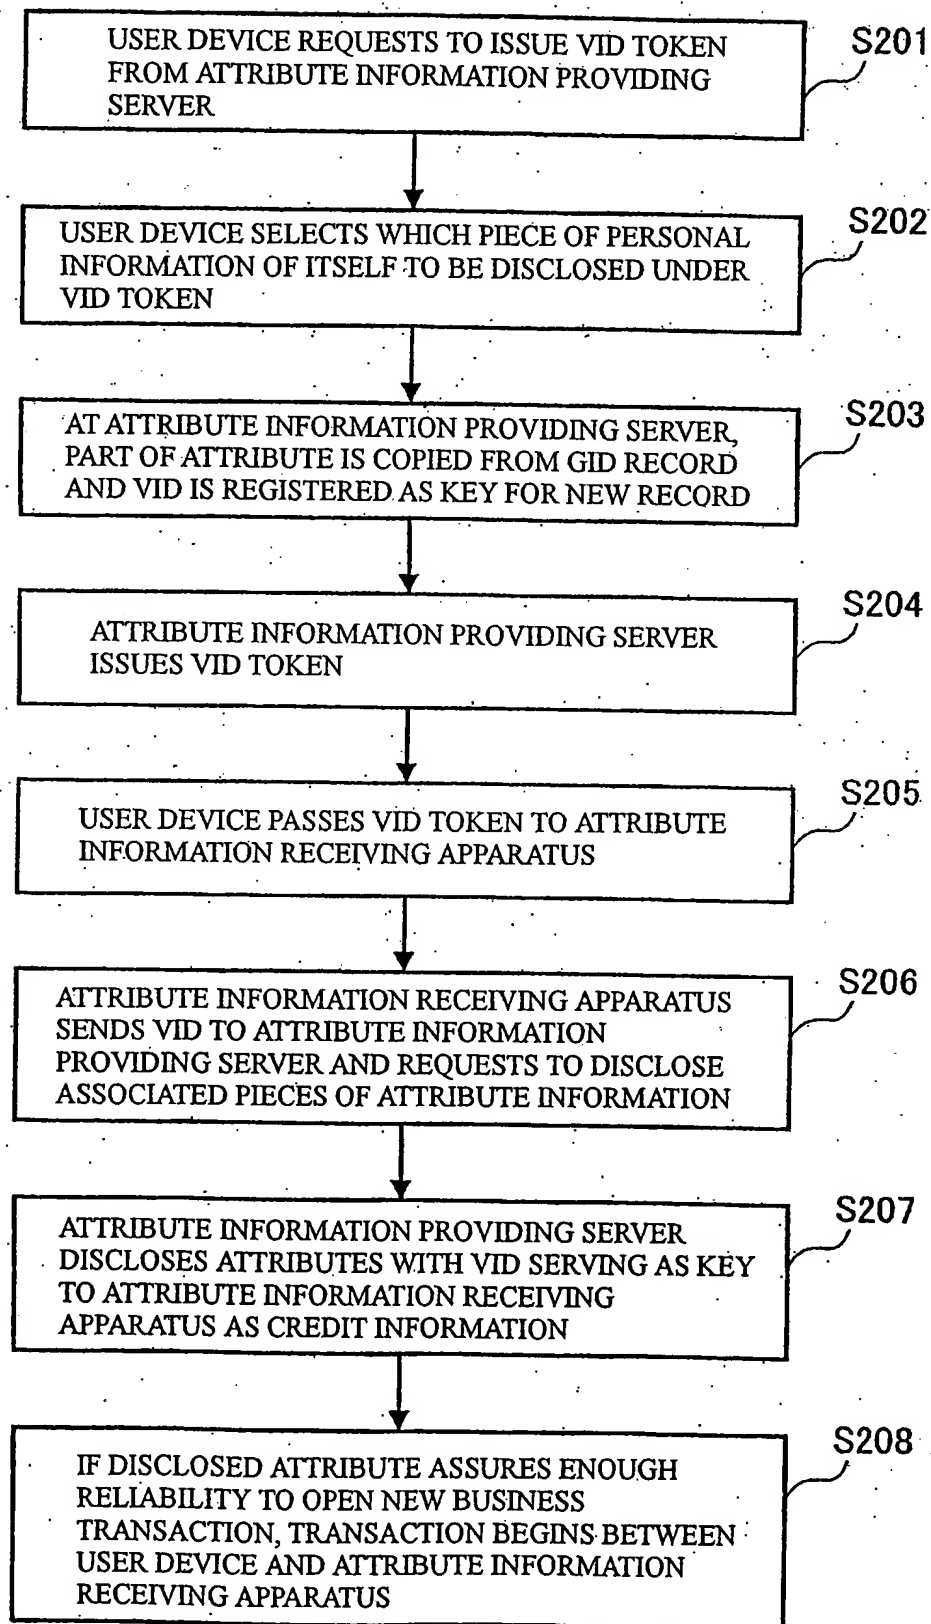 USER DEVICE REQUESTS TO ISSUE VID TOKEN
FROM ATTRIBUTE INFORMATION PROVIDING
SERVER
S201
USER DEVICE SELECTS WHICH PIECE OF PERSONAL
INFORMATION OF ITSELF TO BE DISCLOSED UNDER
VID TOKEN
S202
AT ATTRIBUTE INFORMATION PROVIDING SERVER,
PART OF ATTRIBUTE IS COPIED FROM GID RECORD
AND VID IS REGISTERED AS KEY FOR NEW RECORD
S203
ATTRIBUTE INFORMATION PROVIDING SERVER
ISSUES VID TOKEN
S204
USER DEVICE PASSES VID TOKEN TO ATTRIBUTE
INFORMATION RECEIVING APPARATUS
S205
ATTRIBUTE INFORMATION RECEIVING APPARATUS
SENDS VID TO ATTRIBUTE INFORMATION
PROVIDING SERVER AND REQUESTS TO DISCLOSE
ASSOCIATED PIECES OF ATTRIBUTE INFORMATION
S206
ATTRIBUTE INFORMATION PROVIDING SERVER
DISCLOSES ATTRIBUTES WITH VID SERVING AS KEY
TO ATTRIBUTE INFORMATION RECEIVING
APPARATUS AS CREDIT INFORMATION
S207
IF DISCLOSED ATTRIBUTE ASSURES ENOUGH
RELIABILITY TO OPEN NEW BUSINESS
TRANSACTION, TRANSACTION BEGINS BETWEEN
USER DEVICE AND ATTRIBUTE INFORMATION
RECEIVING APPARATUS
S208